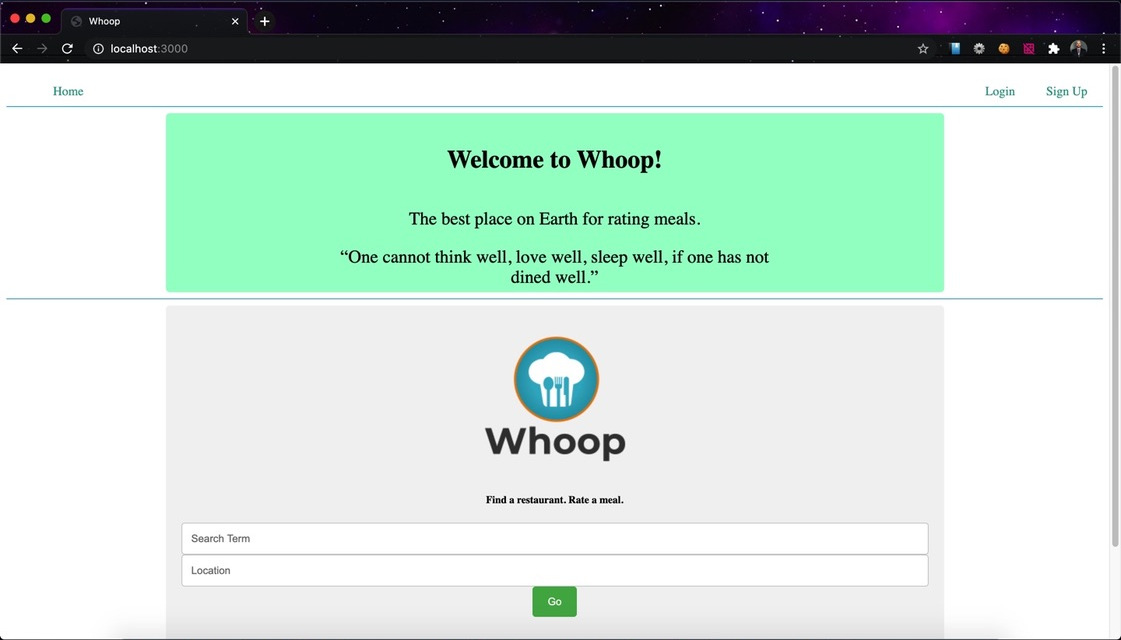 Whoop
localhost:3000
Home
Login
Sign Up
Welcome to Whoop!
The best place on Earth for rating meals.
“One cannot think well, love well, sleep well, if one has not
dined well.”
Whoop
Find a restaurant. Rate a meal.
Search Term
Location
Go